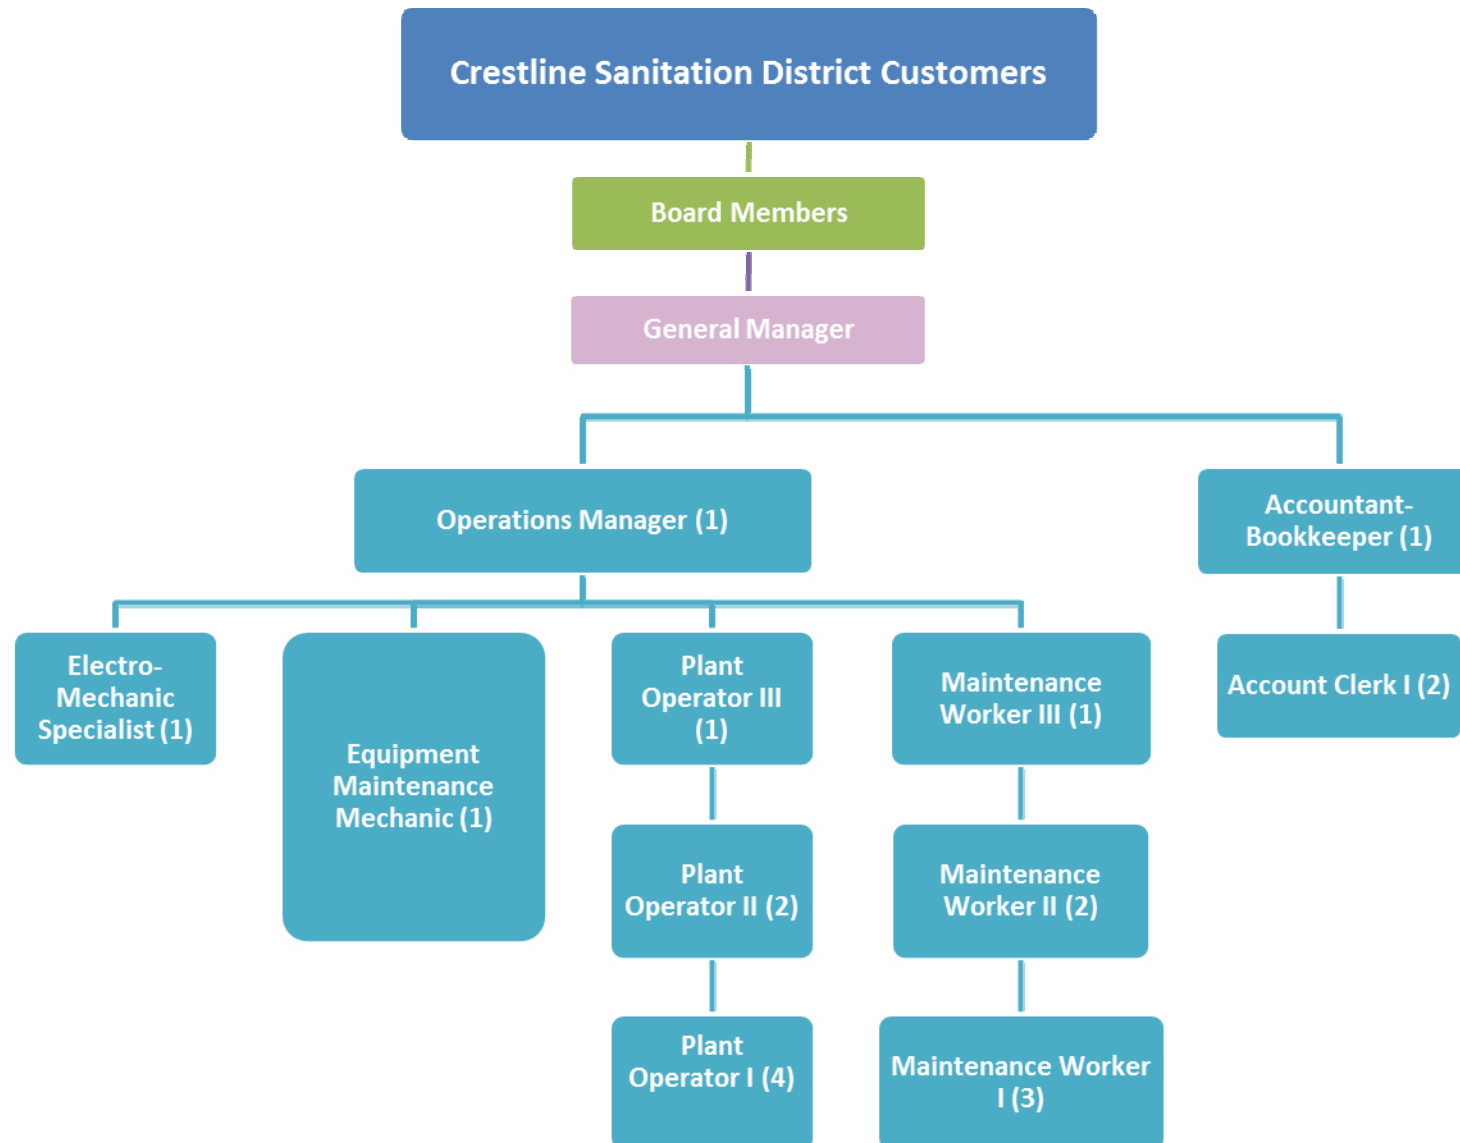 Crestline Sanitation District Customers
Board Members
General Manager
Operations Manager (1)
Accountant-
Bookkeeper (1)
Electro-
Mechanic
Specialist (1)
Equipment
Maintenance
Mechanic (1)
Plant
Operator III
(1)
Maintenance
Worker III (1)
Account Clerk I (2)
Plant
Operator II (2)
Maintenance
Worker II (2)
Plant
Operator I (4)
Maintenance Worker
I (3)